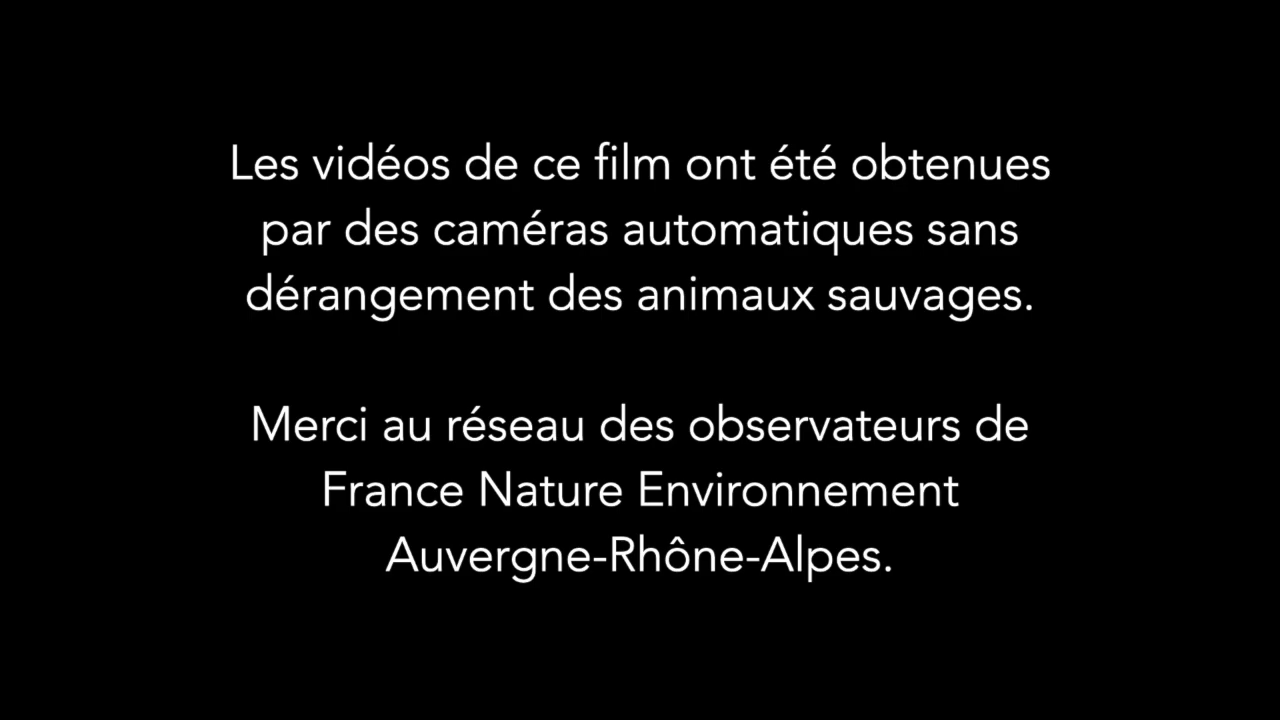 Les vidéos de ce film ont été obtenues
par des caméras automatiques sans
dérangement des animaux sauvages.
Merci au réseau des observateurs de
France Nature Environnement
Auvergne-Rhône-Alpes.